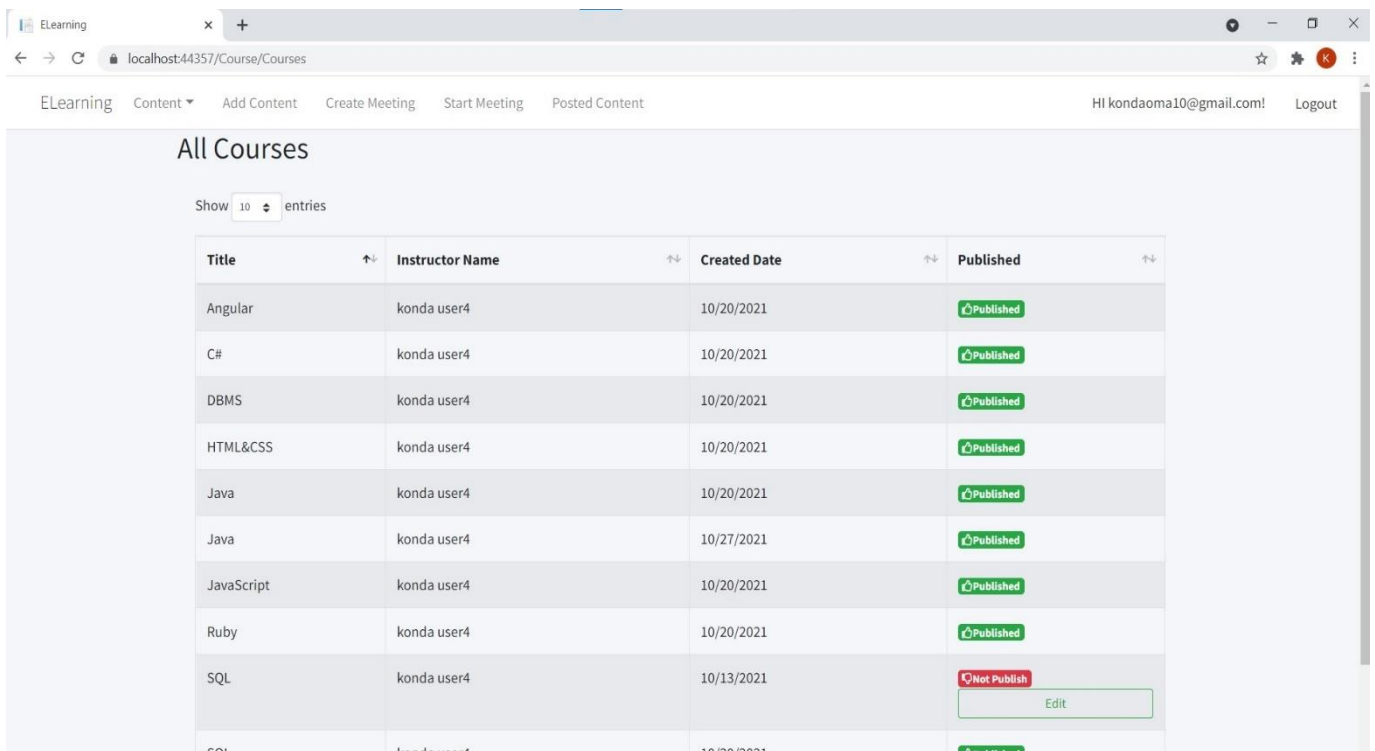 ELearning
localhost:44357/Course/Courses
K
ELearning Content Add Content Create Meeting Start Meeting Posted Content HI kondaoma10@gmail.com! Logout
All Courses
Show 10 entries
Title Instructor Name Created Date Published
Angular konda user4 10/20/2021 Published
C# konda user4 10/20/2021 Published
DBMS konda user4 10/20/2021 Published
HTML&CSS konda user4 10/20/2021 Published
Java konda user4 10/20/2021 Published
Java konda user4 10/27/2021 Published
JavaScript konda user4 10/20/2021 Published
Ruby konda user4 10/20/2021 Published
SQL konda user4 10/13/2021 Not Publish
Edit